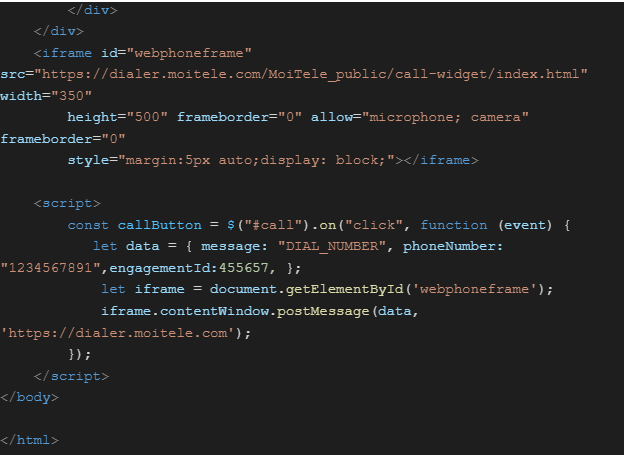 </div>
    </div>
    <iframe id="webphoneframe"
src="https://dialer.moitele.com/MoiTele_public/call-widget/index.html"
width="350"
        height="500" frameborder="0" allow="microphone; camera"
frameborder="0"
        style="margin:5px auto;display: block;"></iframe>

    <script>
        const callButton = $("#call").on("click", function (event) {
           let data = { message: "DIAL_NUMBER", phoneNumber:
"1234567891",engagementId:455657, };
            let iframe = document.getElementById('webphoneframe');
            iframe.contentWindow.postMessage(data,
'https://dialer.moitele.com');
        });
    </script>
</body>

</html>